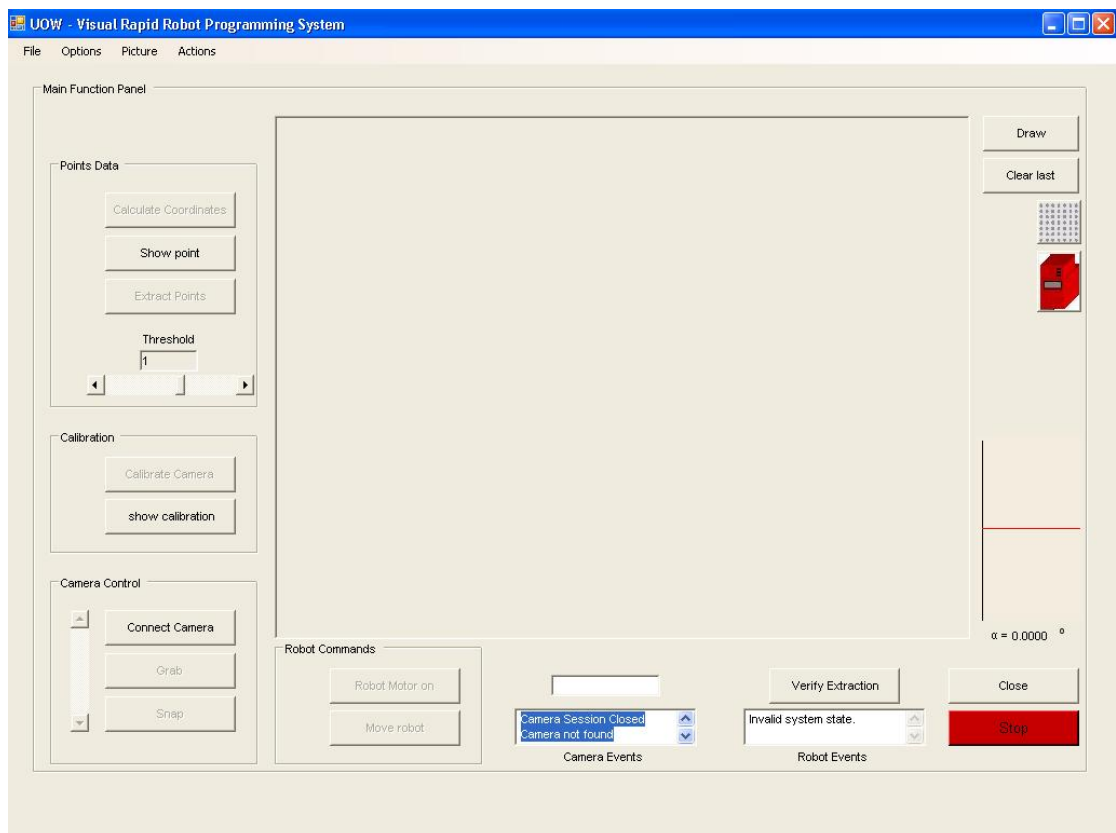 UOW - Visual Rapid Robot Programming System
File Options Picture Actions
Main Function Panel
Draw
Points Data
Clear last
Calculate Coordinates
Show point
Extract Points
Threshold
1
Calibration
Calibrate Camera
show calibration
Camera Control
Connect Camera
α = 0.0000 °
Grab
Snap
Robot Commands
Robot Motor on
Move robot
Verify Extraction
Close
Camera Session Closed
Camera not found
Invalid system state.
Stop
Camera Events
Robot Events